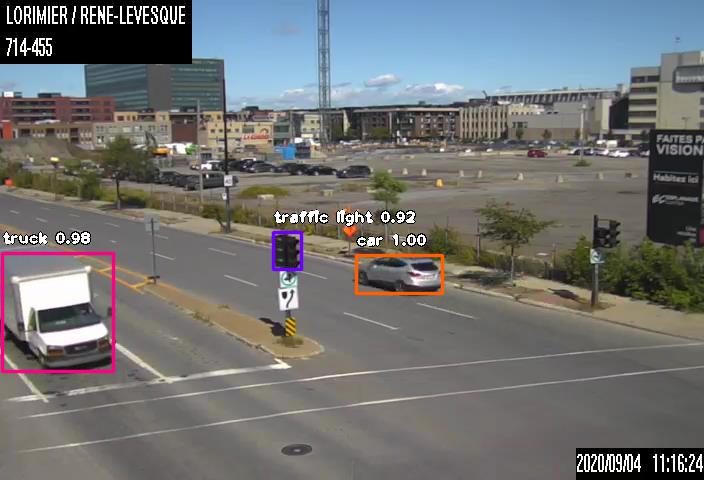 LORIMIER / RENE-LEVESQUE
714-455
FAITES P
VISION
Habitez ici
ESPLANADE
traffic light 0.92
truck 0.98
car 1.00
2020/09/04 11:16:24